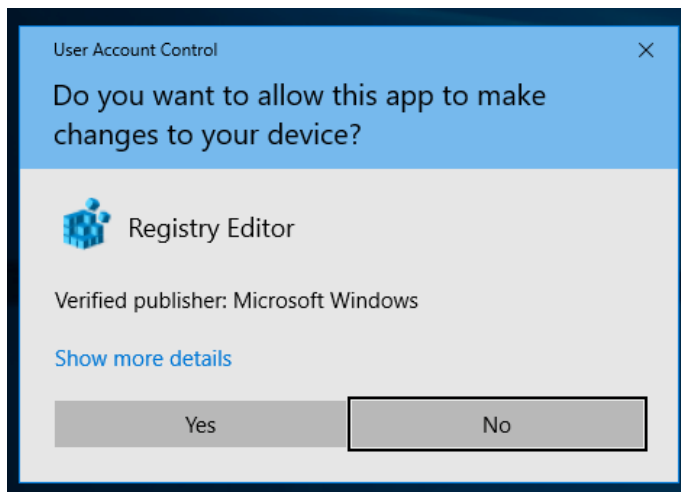 User Account Control
Do you want to allow this app to make
changes to your device?
Registry Editor
Verified publisher: Microsoft Windows
Show more details
Yes
No